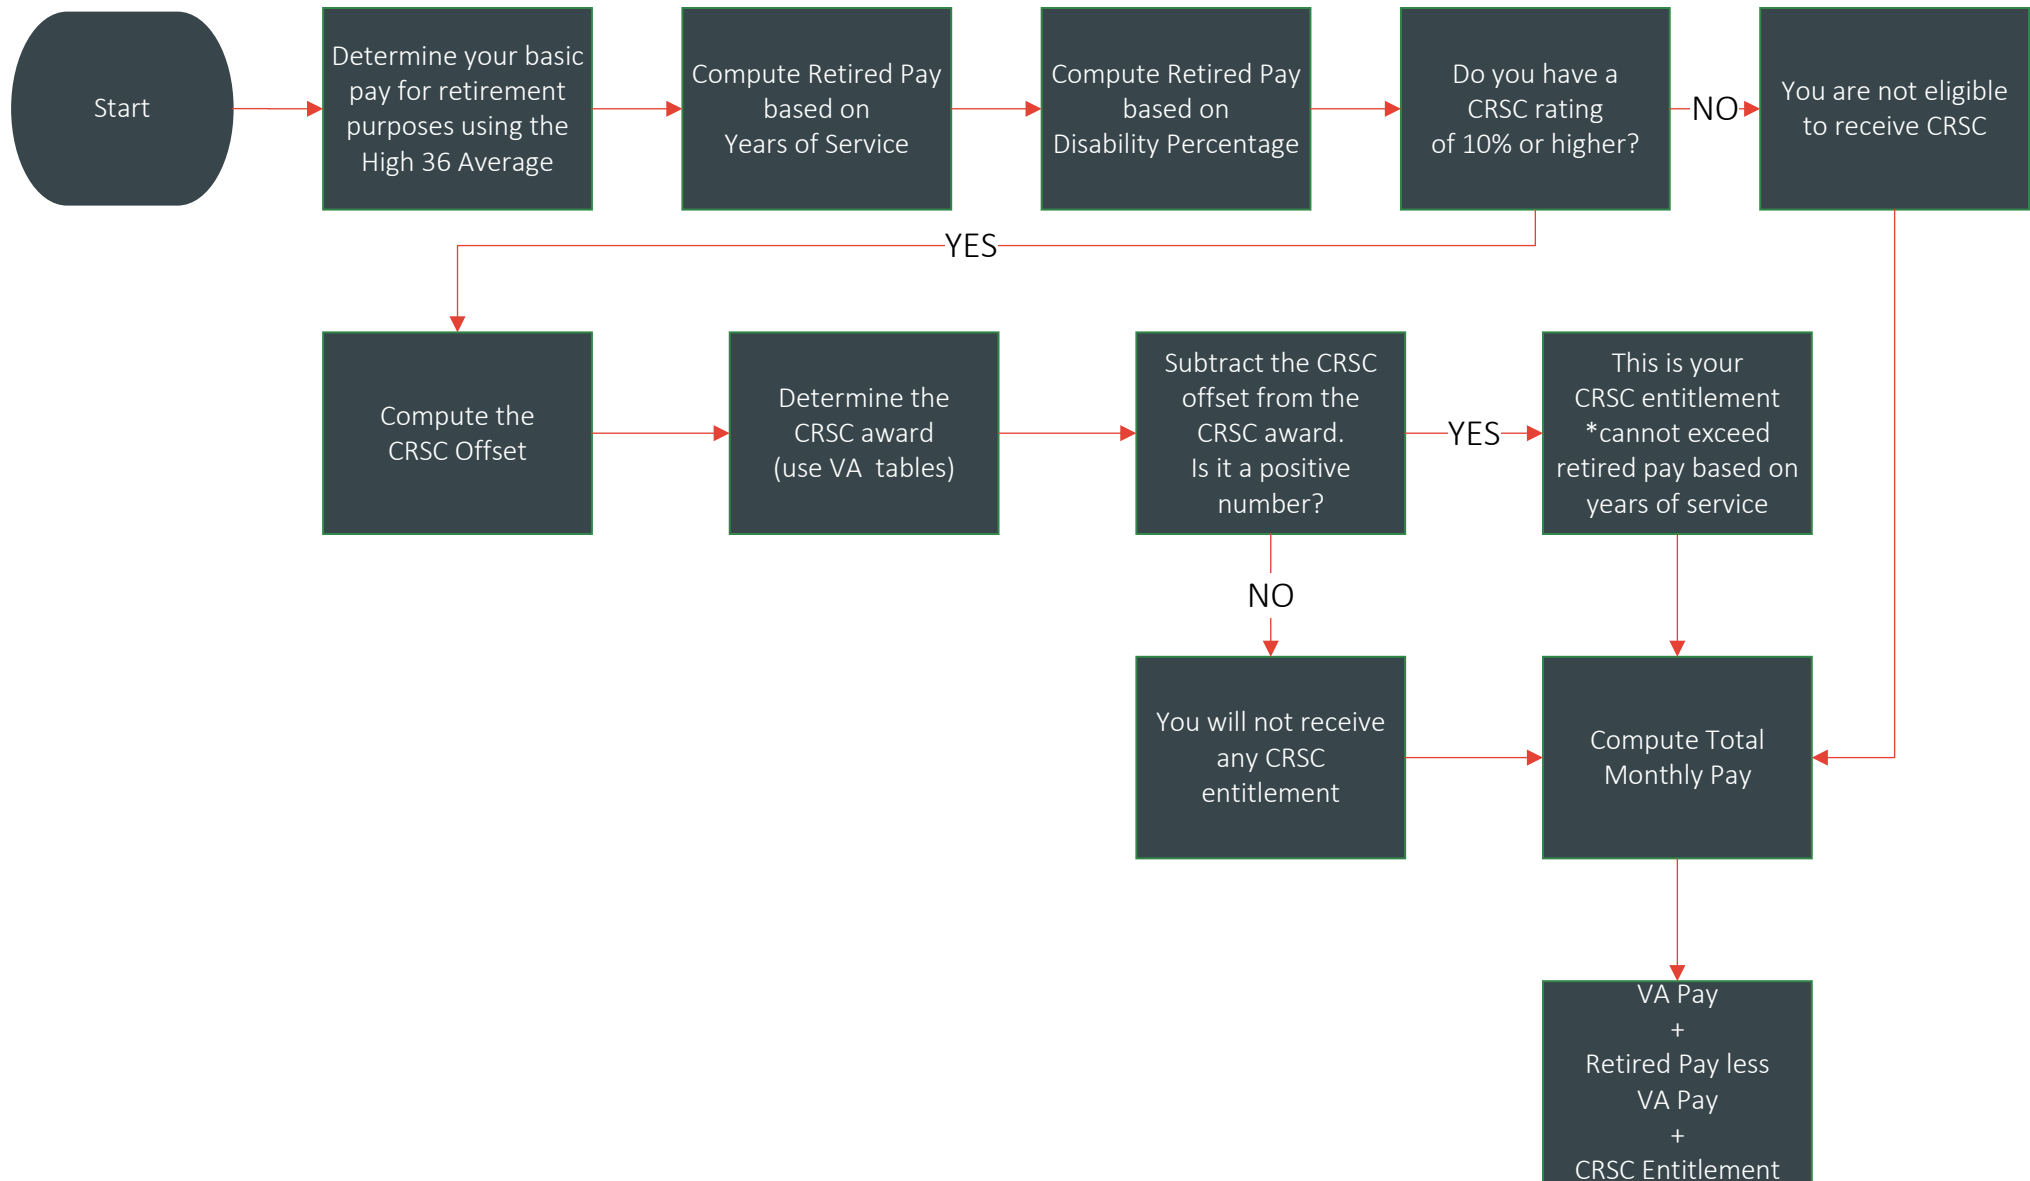 Start
Determine your basic
pay for retirement
purposes using the
High 36 Average
Compute Retired Pay
based on
Years of Service
Compute Retired Pay
based on
Disability Percentage
Do you have a
CRSC rating
of 10% or higher?
NO
You are not eligible
to receive CRSC
YES
Compute the
CRSC Offset
Determine the
CRSC award
(use VA tables)
Subtract the CRSC
offset from the
CRSC award.
Is it a positive
number?
YES
This is your
CRSC entitlement
*cannot exceed
retired pay based on
years of service
NO
You will not receive
any CRSC
entitlement
Compute Total
Monthly Pay
VA Pay
+
Retired Pay less
VA Pay
+
CRSC Entitlement